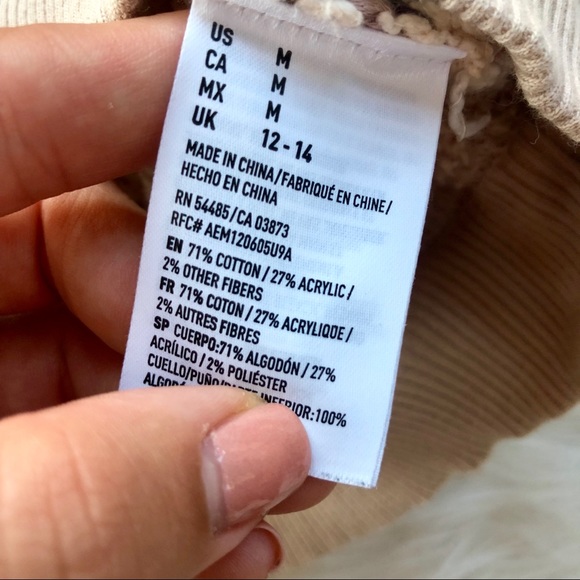 US M
CA M
MX M
UK 12 - 14
MADE IN CHINA/FABRIQUÉ EN CHINE/
HECHO EN CHINA
RN 54485/CA 03873
RFC# AEM120605U9A
EN 71% COTTON / 27% ACRYLIC /
2% OTHER FIBERS
FR 71% COTON / 27% ACRYLIQUE /
2% AUTRES FIBRES
SP CUERPO:71% ALGODÓN / 27%
ACRÍLICO / 2% POLIÉSTER
CUELLO/PUÑO/PARTE INFERIOR:100%